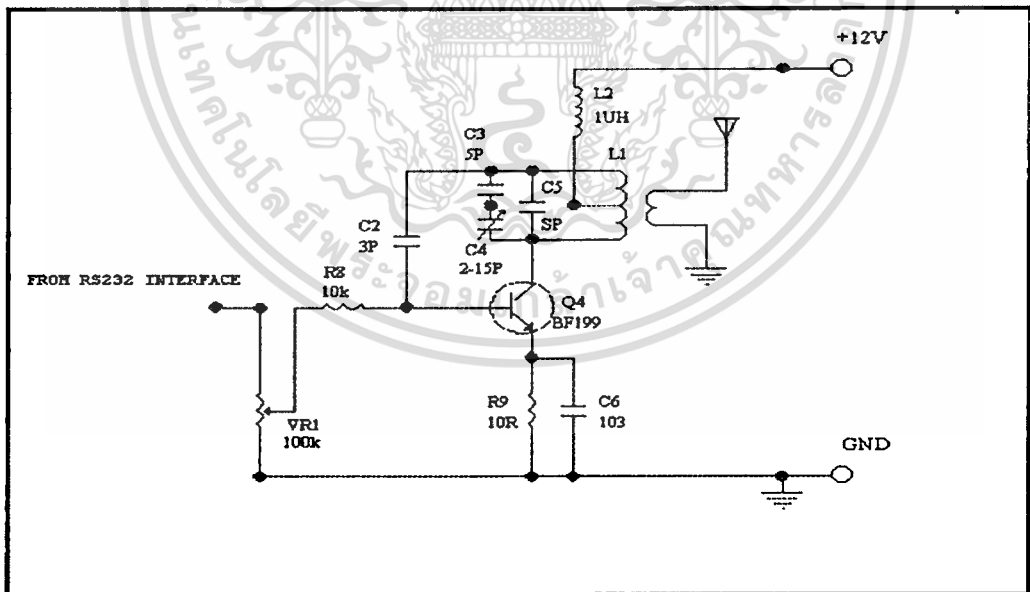 +12V
L2
1UH
C3
5P
L1
C5
SP
C2
3P
C4
2-15P
R8
10k
FROM RS232 INTERFACE
Q4
BF199
VR1
100k
R9
10R
C6
103
GND